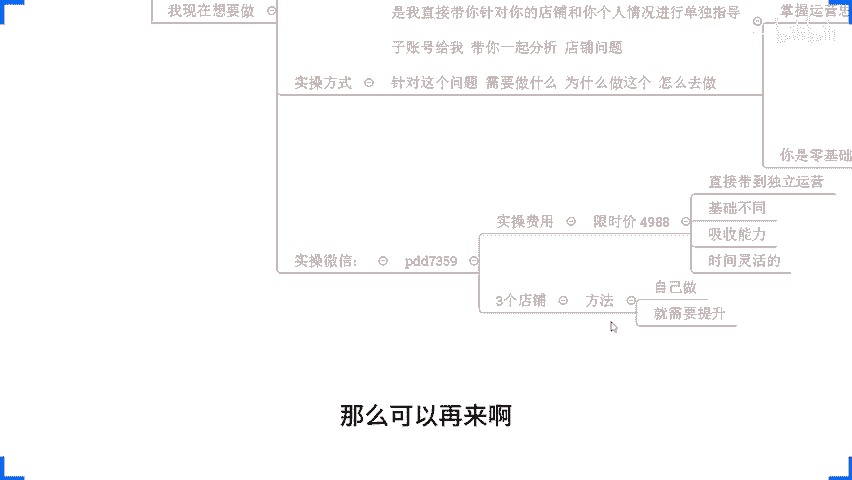 我现在想要做
是我直接带你针对你的店铺和你个人情况进行单独指导
掌握运营思
子账号给我 带你一起分析 店铺问题
实操方式
针对这个问题 需要做什么 为什么做这个 怎么去做
你是零基础
直接带到独立运营
基础不同
实操费用
限时价 4988
吸收能力
实操微信:
pdd7359
时间灵活的
自己做
3个店铺
方法
就需要提升
那么可以再来啊